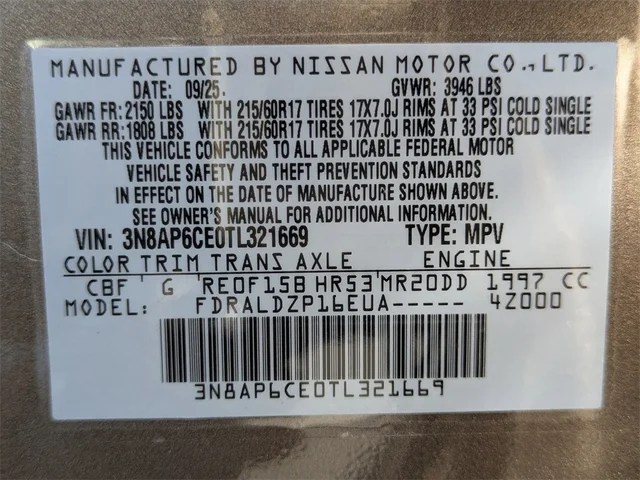 MANUFACTURED BY NISSAN MOTOR CO., LTD.
DATE: 09/25. GVWR: 3946 LBS
GAWR FR: 2150 LBS WITH 215/60R17 TIRES 17X7.0J RIMS AT 33 PSI COLD SINGLE
GAWR RR: 1808 LBS WITH 215/60R17 TIRES 17X7.0J RIMS AT 33 PSI COLD SINGLE
THIS VEHICLE CONFORMS TO ALL APPLICABLE FEDERAL MOTOR
VEHICLE SAFETY AND THEFT PREVENTION STANDARDS
IN EFFECT ON THE DATE OF MANUFACTURE SHOWN ABOVE.
SEE OWNER'S MANUAL FOR ADDITIONAL INFORMATION.
VIN: 3N8AP6CE0TL321669 TYPE: MPV
COLOR TRIM TRANS AXLE ENGINE
CBF G RE0F15B HR53 MR20DD 1997 CC
MODEL: FDRALDZP16EUA----- 4Z000
3N8AP6CE0TL321669